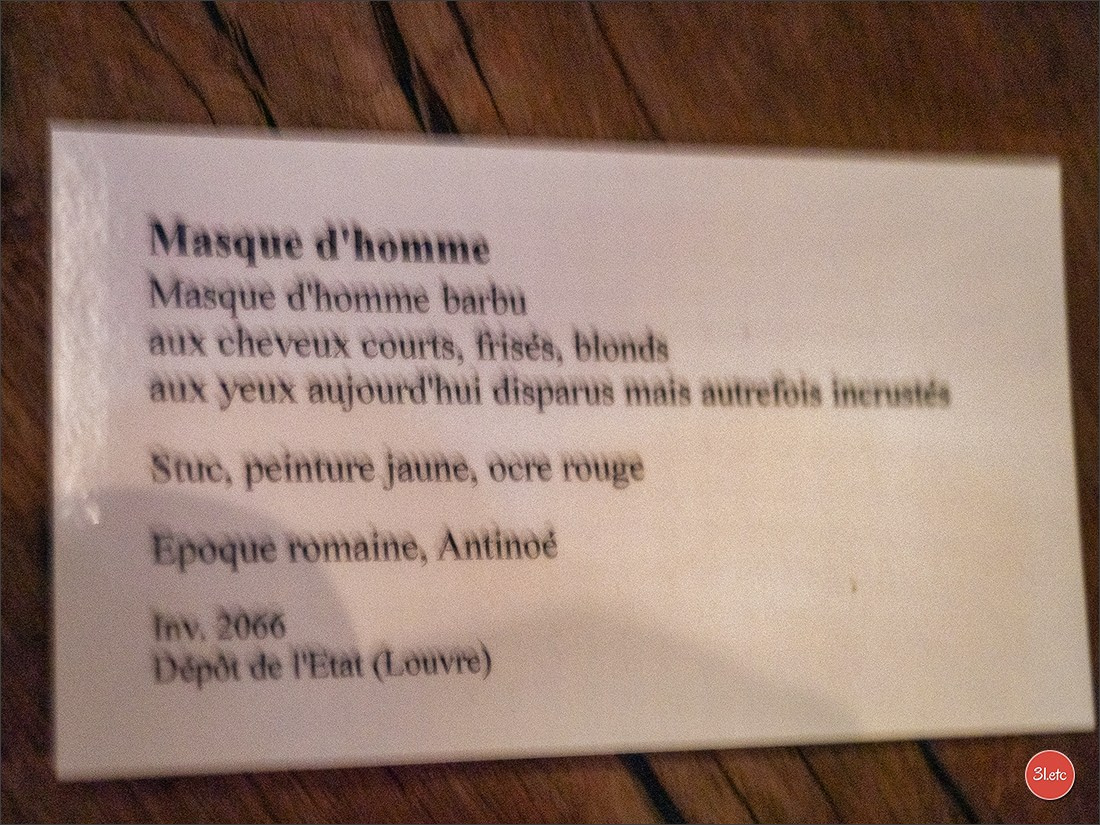 Masque d'homme
Masque d'homme barbu
aux cheveux courts, frisés, blonds
aux yeux aujourd'hui disparus mais autrefois incrustés
Stuc, peinture jaune, ocre rouge
Epoque romaine, Antinoé
Inv. 2066
Dépôt de l'Etat (Louvre)
3l.etc